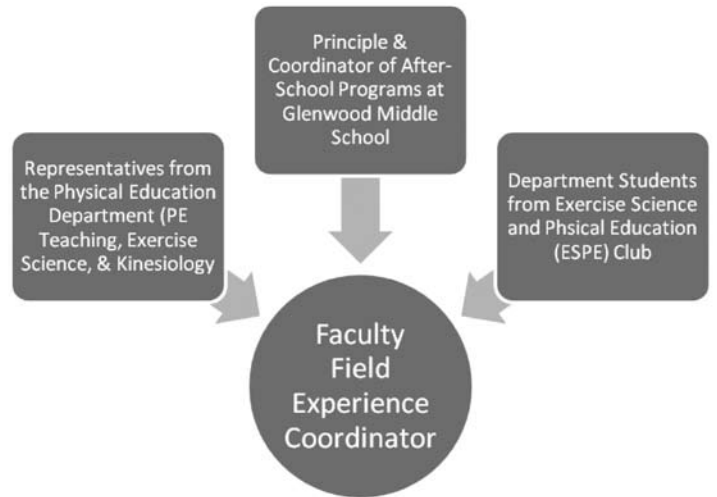 Principle &
Coordinator of After-
School Programs at
Glenwood Middle
School
Representatives from
the Physical Education
Department (PE
Teaching, Exercise
Science, & Kinesiology
Department Students
from Exercise Science
and Phsical Education
(ESPE) Club
Faculty
Field
Experience
Coordinator